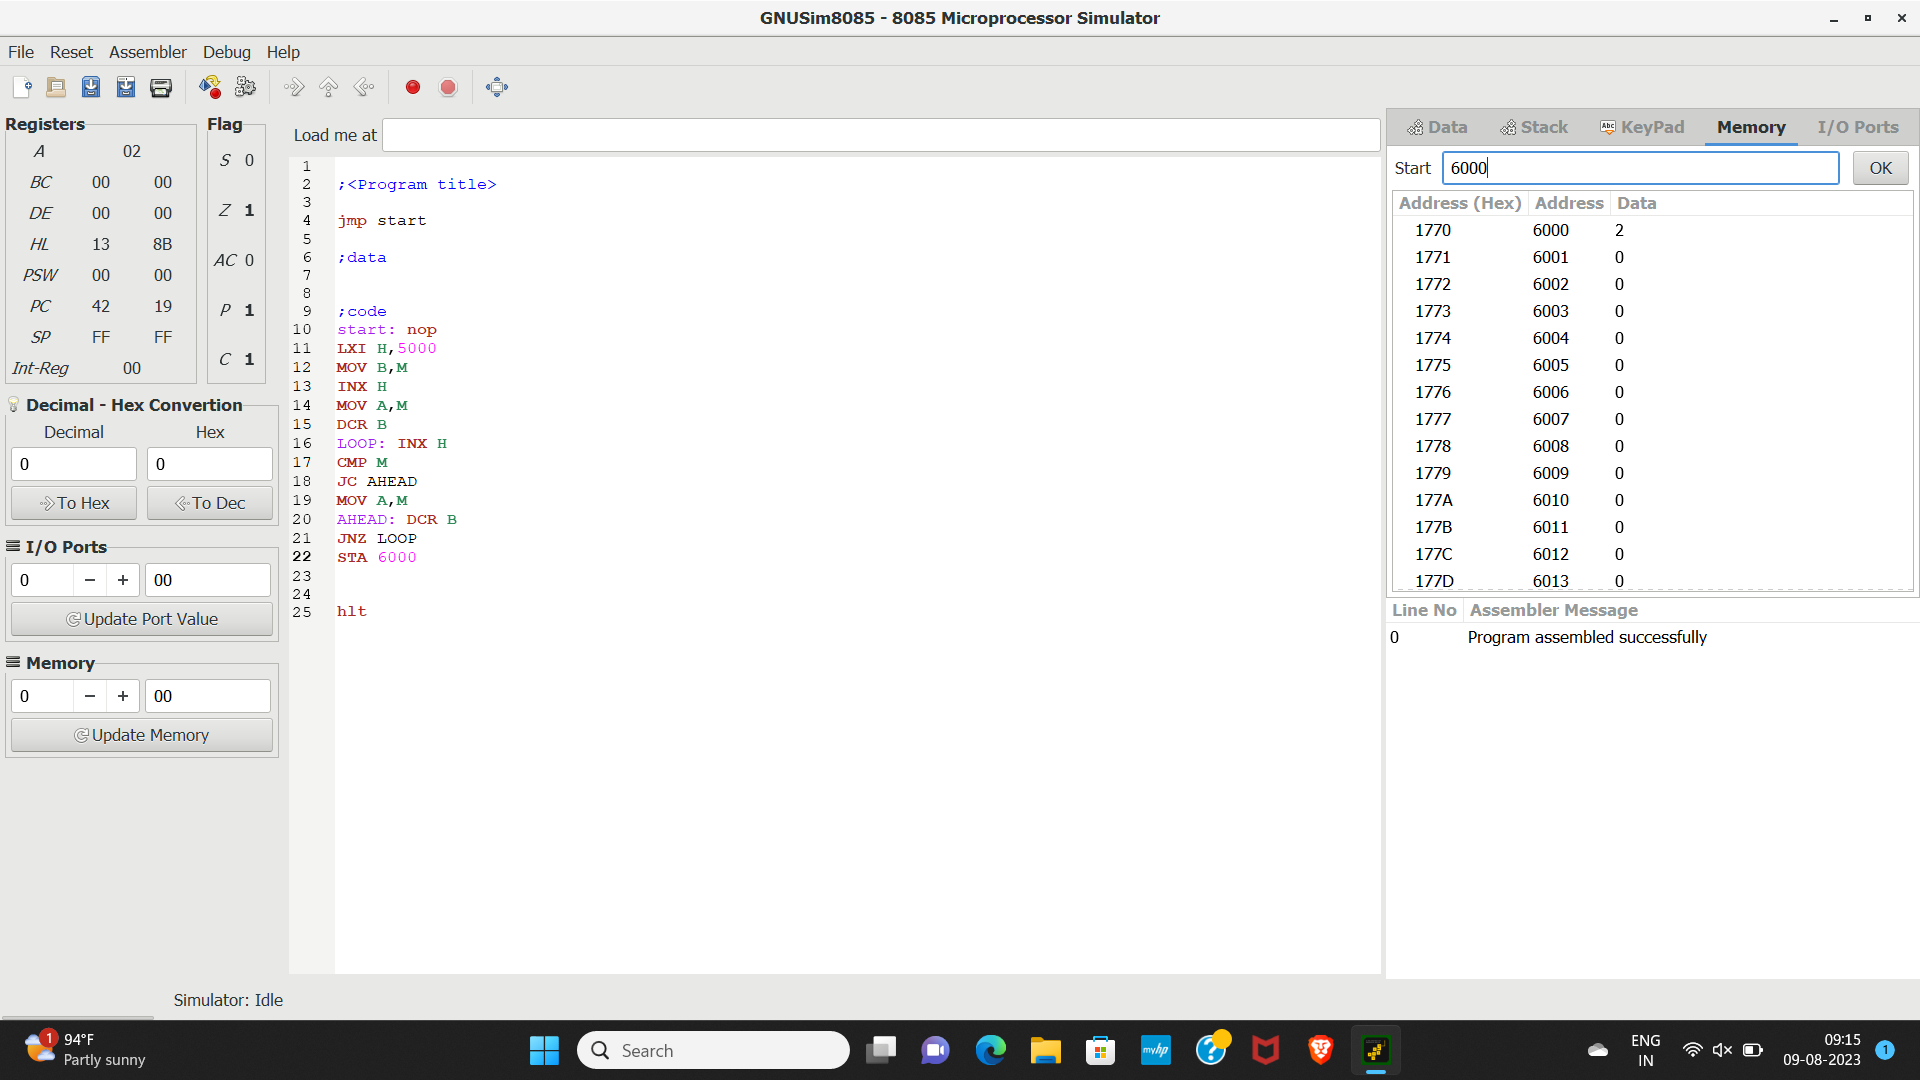 GNUSim8085 - 8085 Microprocessor Simulator
File Reset Assembler Debug Help
Registers
A 02
BC 00 00
DE 00 00
HL 13 8B
PSW 00 00
PC 42 19
SP FF FF
Int-Reg 00
Flag
S 0
Z 1
AC 0
P 1
C 1
Decimal - Hex Convertion
Decimal Hex
0 0
To Hex To Dec
I/O Ports
0 − + 00
Update Port Value
Memory
0 − + 00
Update Memory
Load me at
1
2 ;<Program title>
3
4 jmp start
5
6 ;data
7
8
9 ;code
10 start: nop
11 LXI H,5000
12 MOV B,M
13 INX H
14 MOV A,M
15 DCR B
16 LOOP: INX H
17 CMP M
18 JC AHEAD
19 MOV A,M
20 AHEAD: DCR B
21 JNZ LOOP
22 STA 6000
23
24
25 hlt
Data Stack Abc KeyPad Memory I/O Ports
Start 6000 OK
Address (Hex) Address Data
1770 6000 2
1771 6001 0
1772 6002 0
1773 6003 0
1774 6004 0
1775 6005 0
1776 6006 0
1777 6007 0
1778 6008 0
1779 6009 0
177A 6010 0
177B 6011 0
177C 6012 0
177D 6013 0
Line No Assembler Message
0 Program assembled successfully
Simulator: Idle
1
94°F
Partly sunny
Search
myhp
?
ENG
IN
09:15
09-08-2023
1